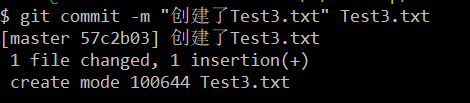 $ git commit -m "创建了Test3.txt" Test3.txt
[master 57c2b03] 创建了Test3.txt
 1 file changed, 1 insertion(+)
 create mode 100644 Test3.txt